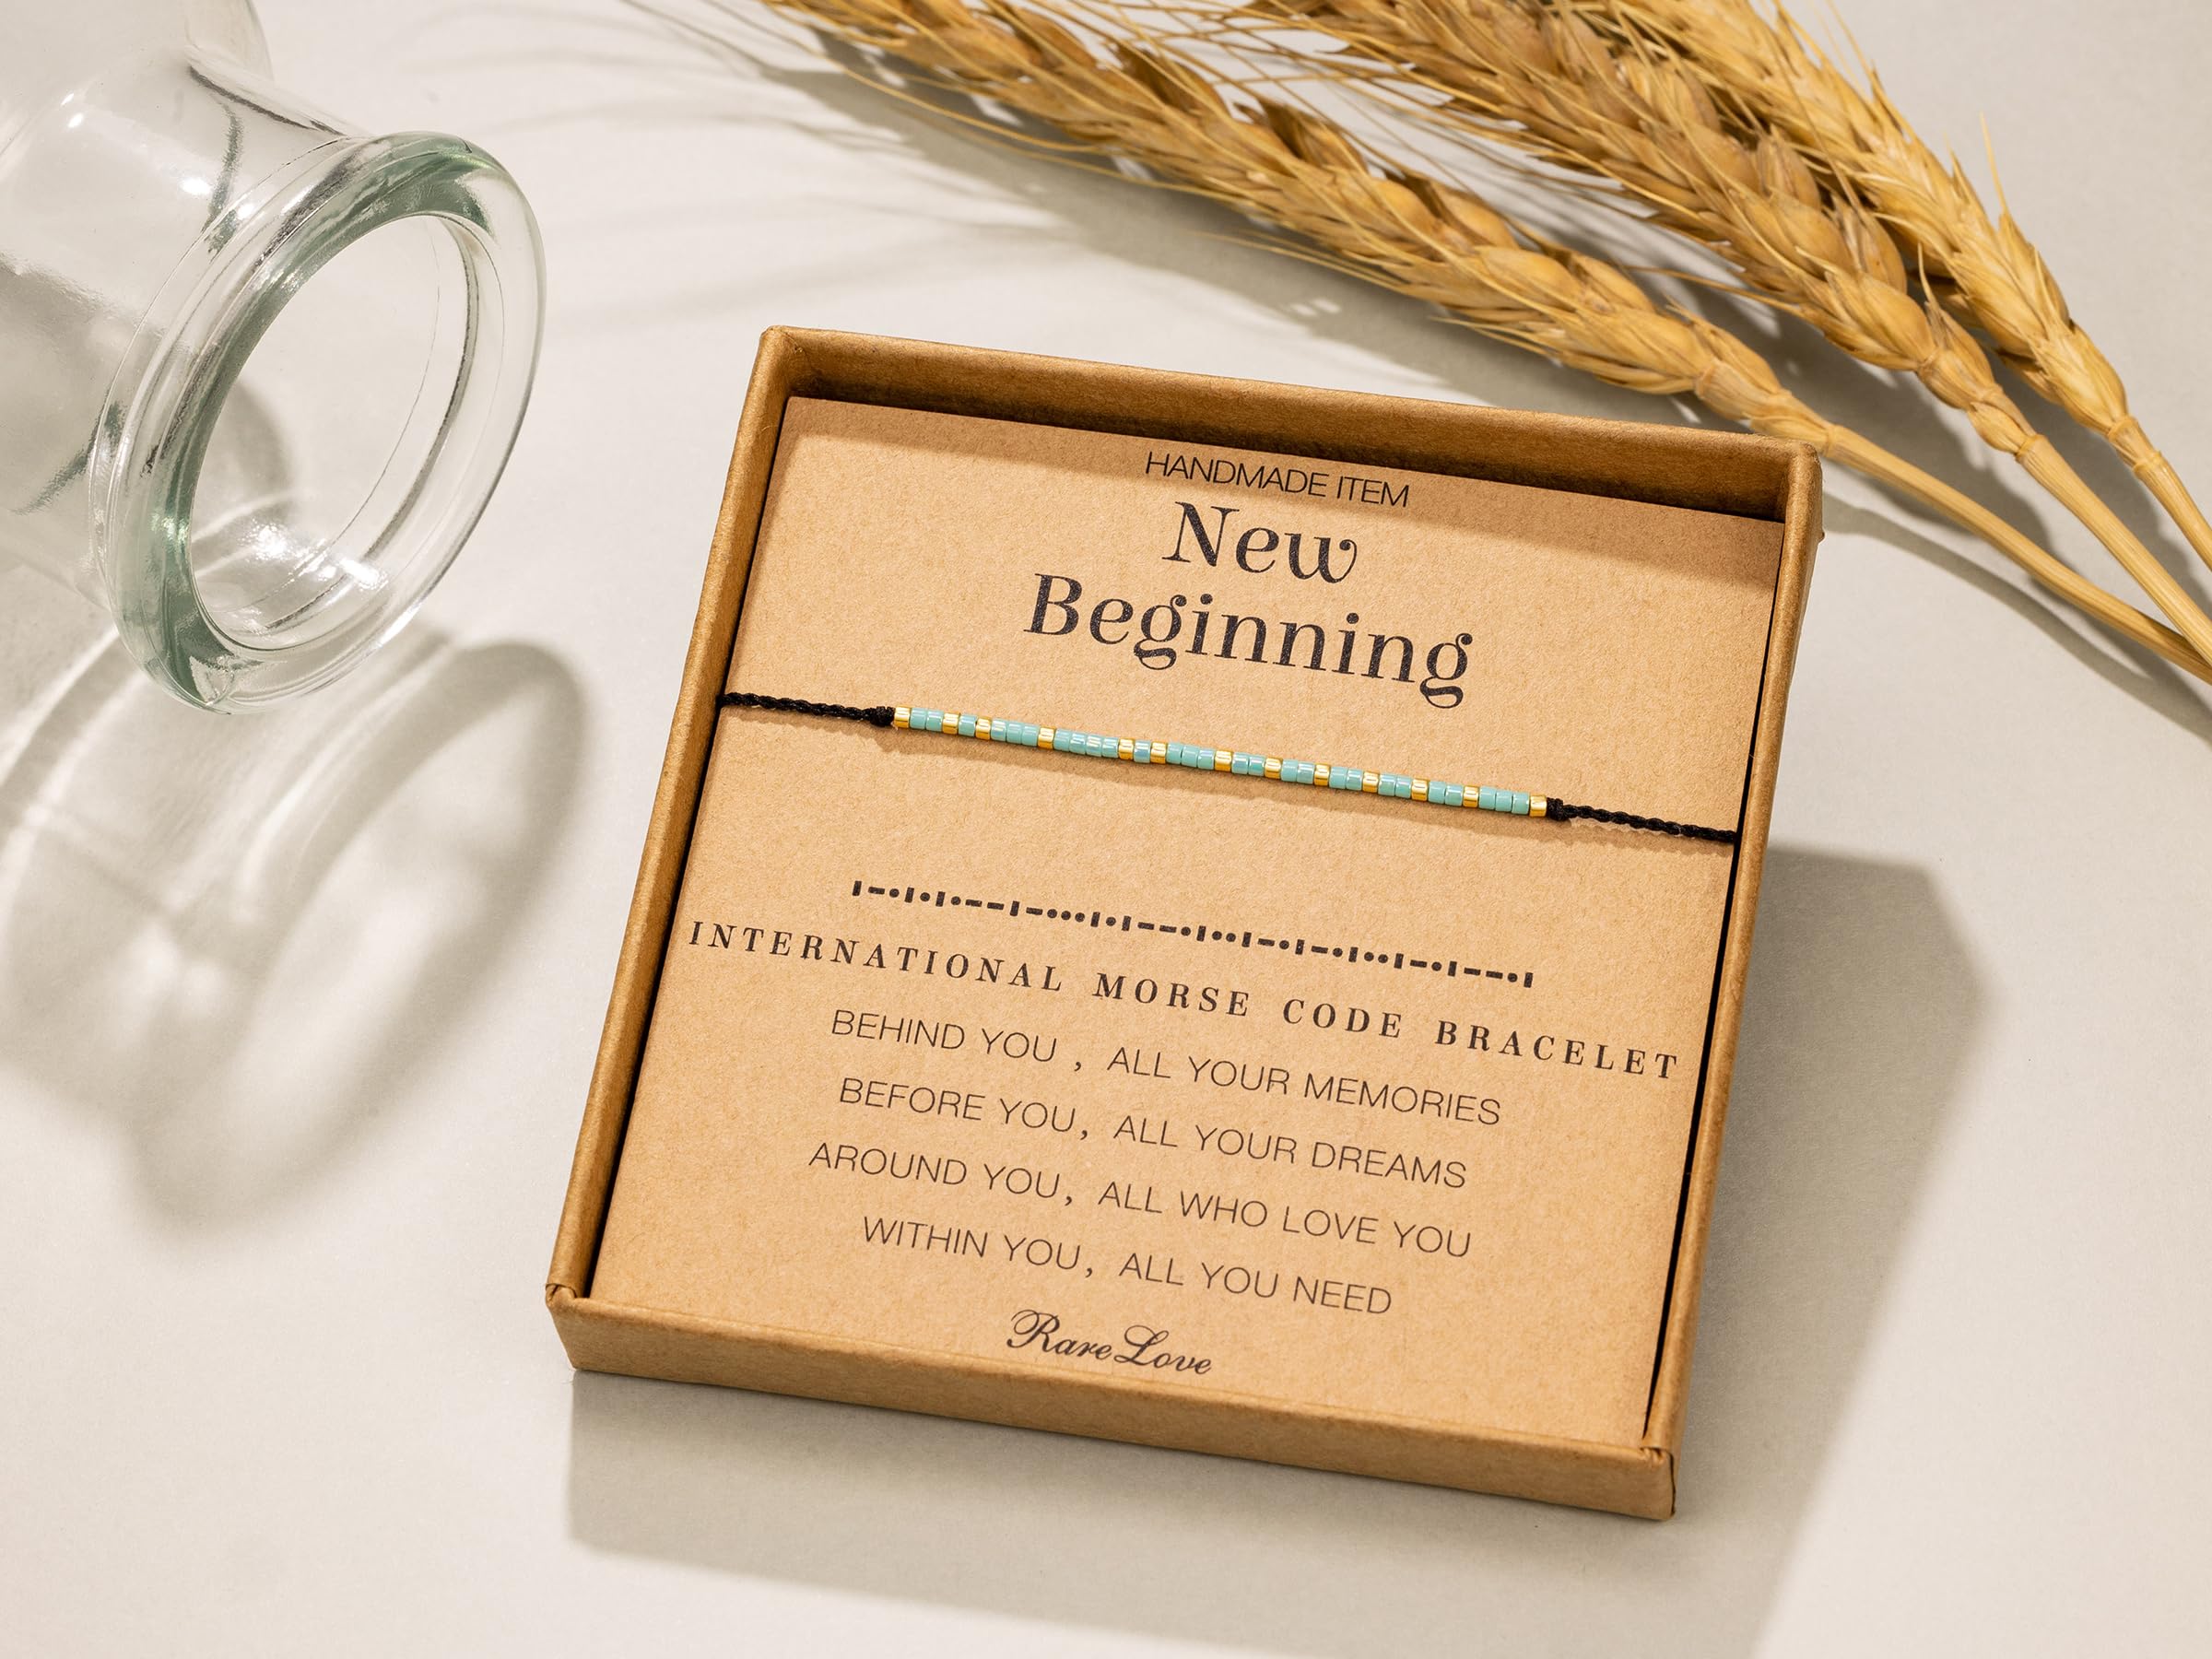 HANDMADE ITEM
New
Beginning
|−•|•|•−−|−•••|•|−−•|••|−•|−•|••|−•|−−•|
INTERNATIONAL MORSE CODE BRACELET
BEHIND YOU , ALL YOUR MEMORIES
BEFORE YOU, ALL YOUR DREAMS
AROUND YOU, ALL WHO LOVE YOU
WITHIN YOU, ALL YOU NEED
Rare Love